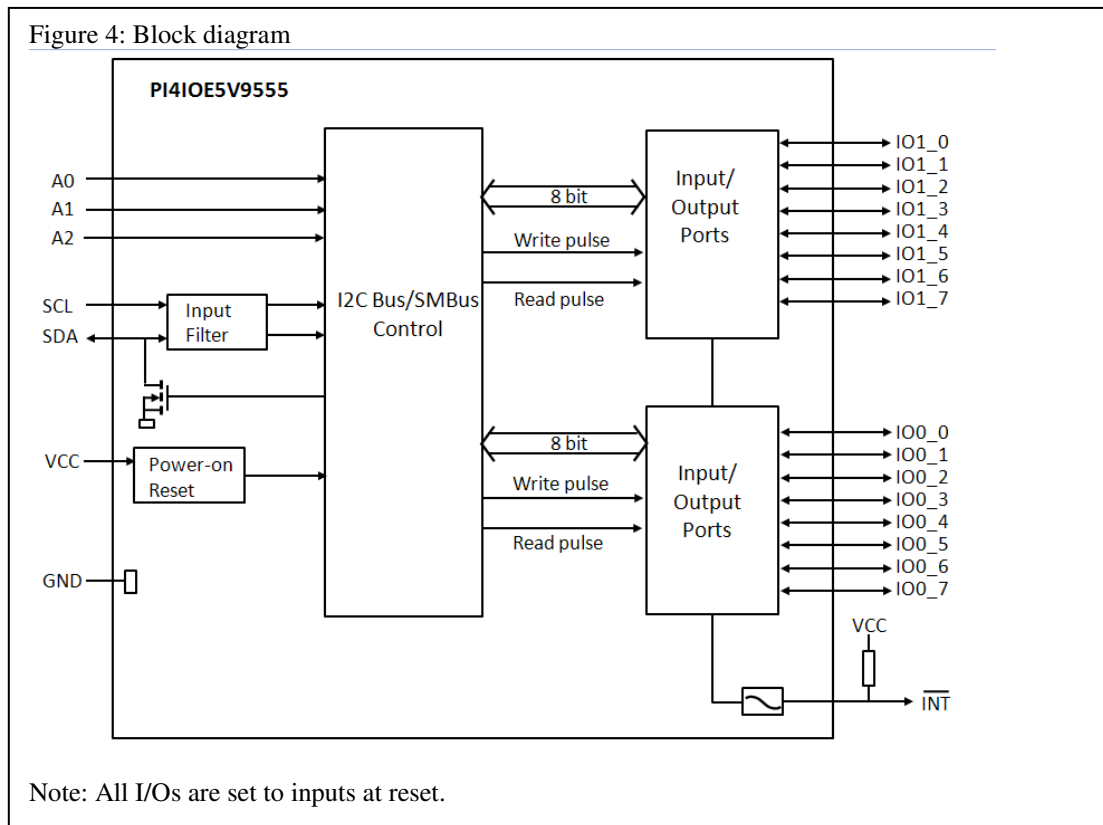 Figure 4: Block diagram
PI4IOE5V9555
A0
A1
A2
SCL
SDA
VCC
GND
Input
Filter
Power-on
Reset
I2C Bus/SMBus
Control
8 bit
Write pulse
Read pulse
Input/
Output
Ports
IO1_0
IO1_1
IO1_2
IO1_3
IO1_4
IO1_5
IO1_6
IO1_7
8 bit
Write pulse
Read pulse
Input/
Output
Ports
IO0_0
IO0_1
IO0_2
IO0_3
IO0_4
IO0_5
IO0_6
IO0_7
VCC
INT
Note: All I/Os are set to inputs at reset.